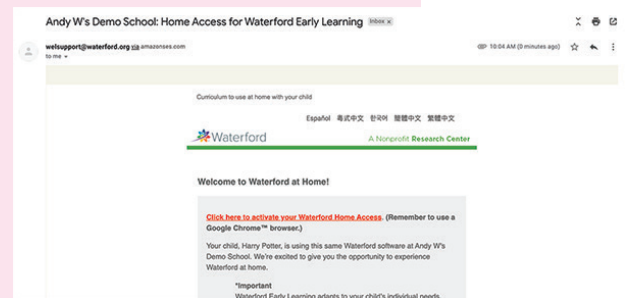 Andy W's Demo School: Home Access for Waterford Early Learning Inbox x
welsupport@waterford.org via amazonses.com
10:04 AM (0 minutes ago)
to me
Curriculum to use at home with your child
Español 粵式中文 한국어 簡體中文 繁體中文
Waterford A Nonprofit Research Center
Welcome to Waterford at Home!
Click here to activate your Waterford Home Access. (Remember to use a
Google Chrome™ browser.)
Your child, Harry Potter, is using this same Waterford software at Andy W's
Demo School. We're excited to give you the opportunity to experience
Waterford at home.
*Important
Waterford Early Learning adapts to your child's individual needs.